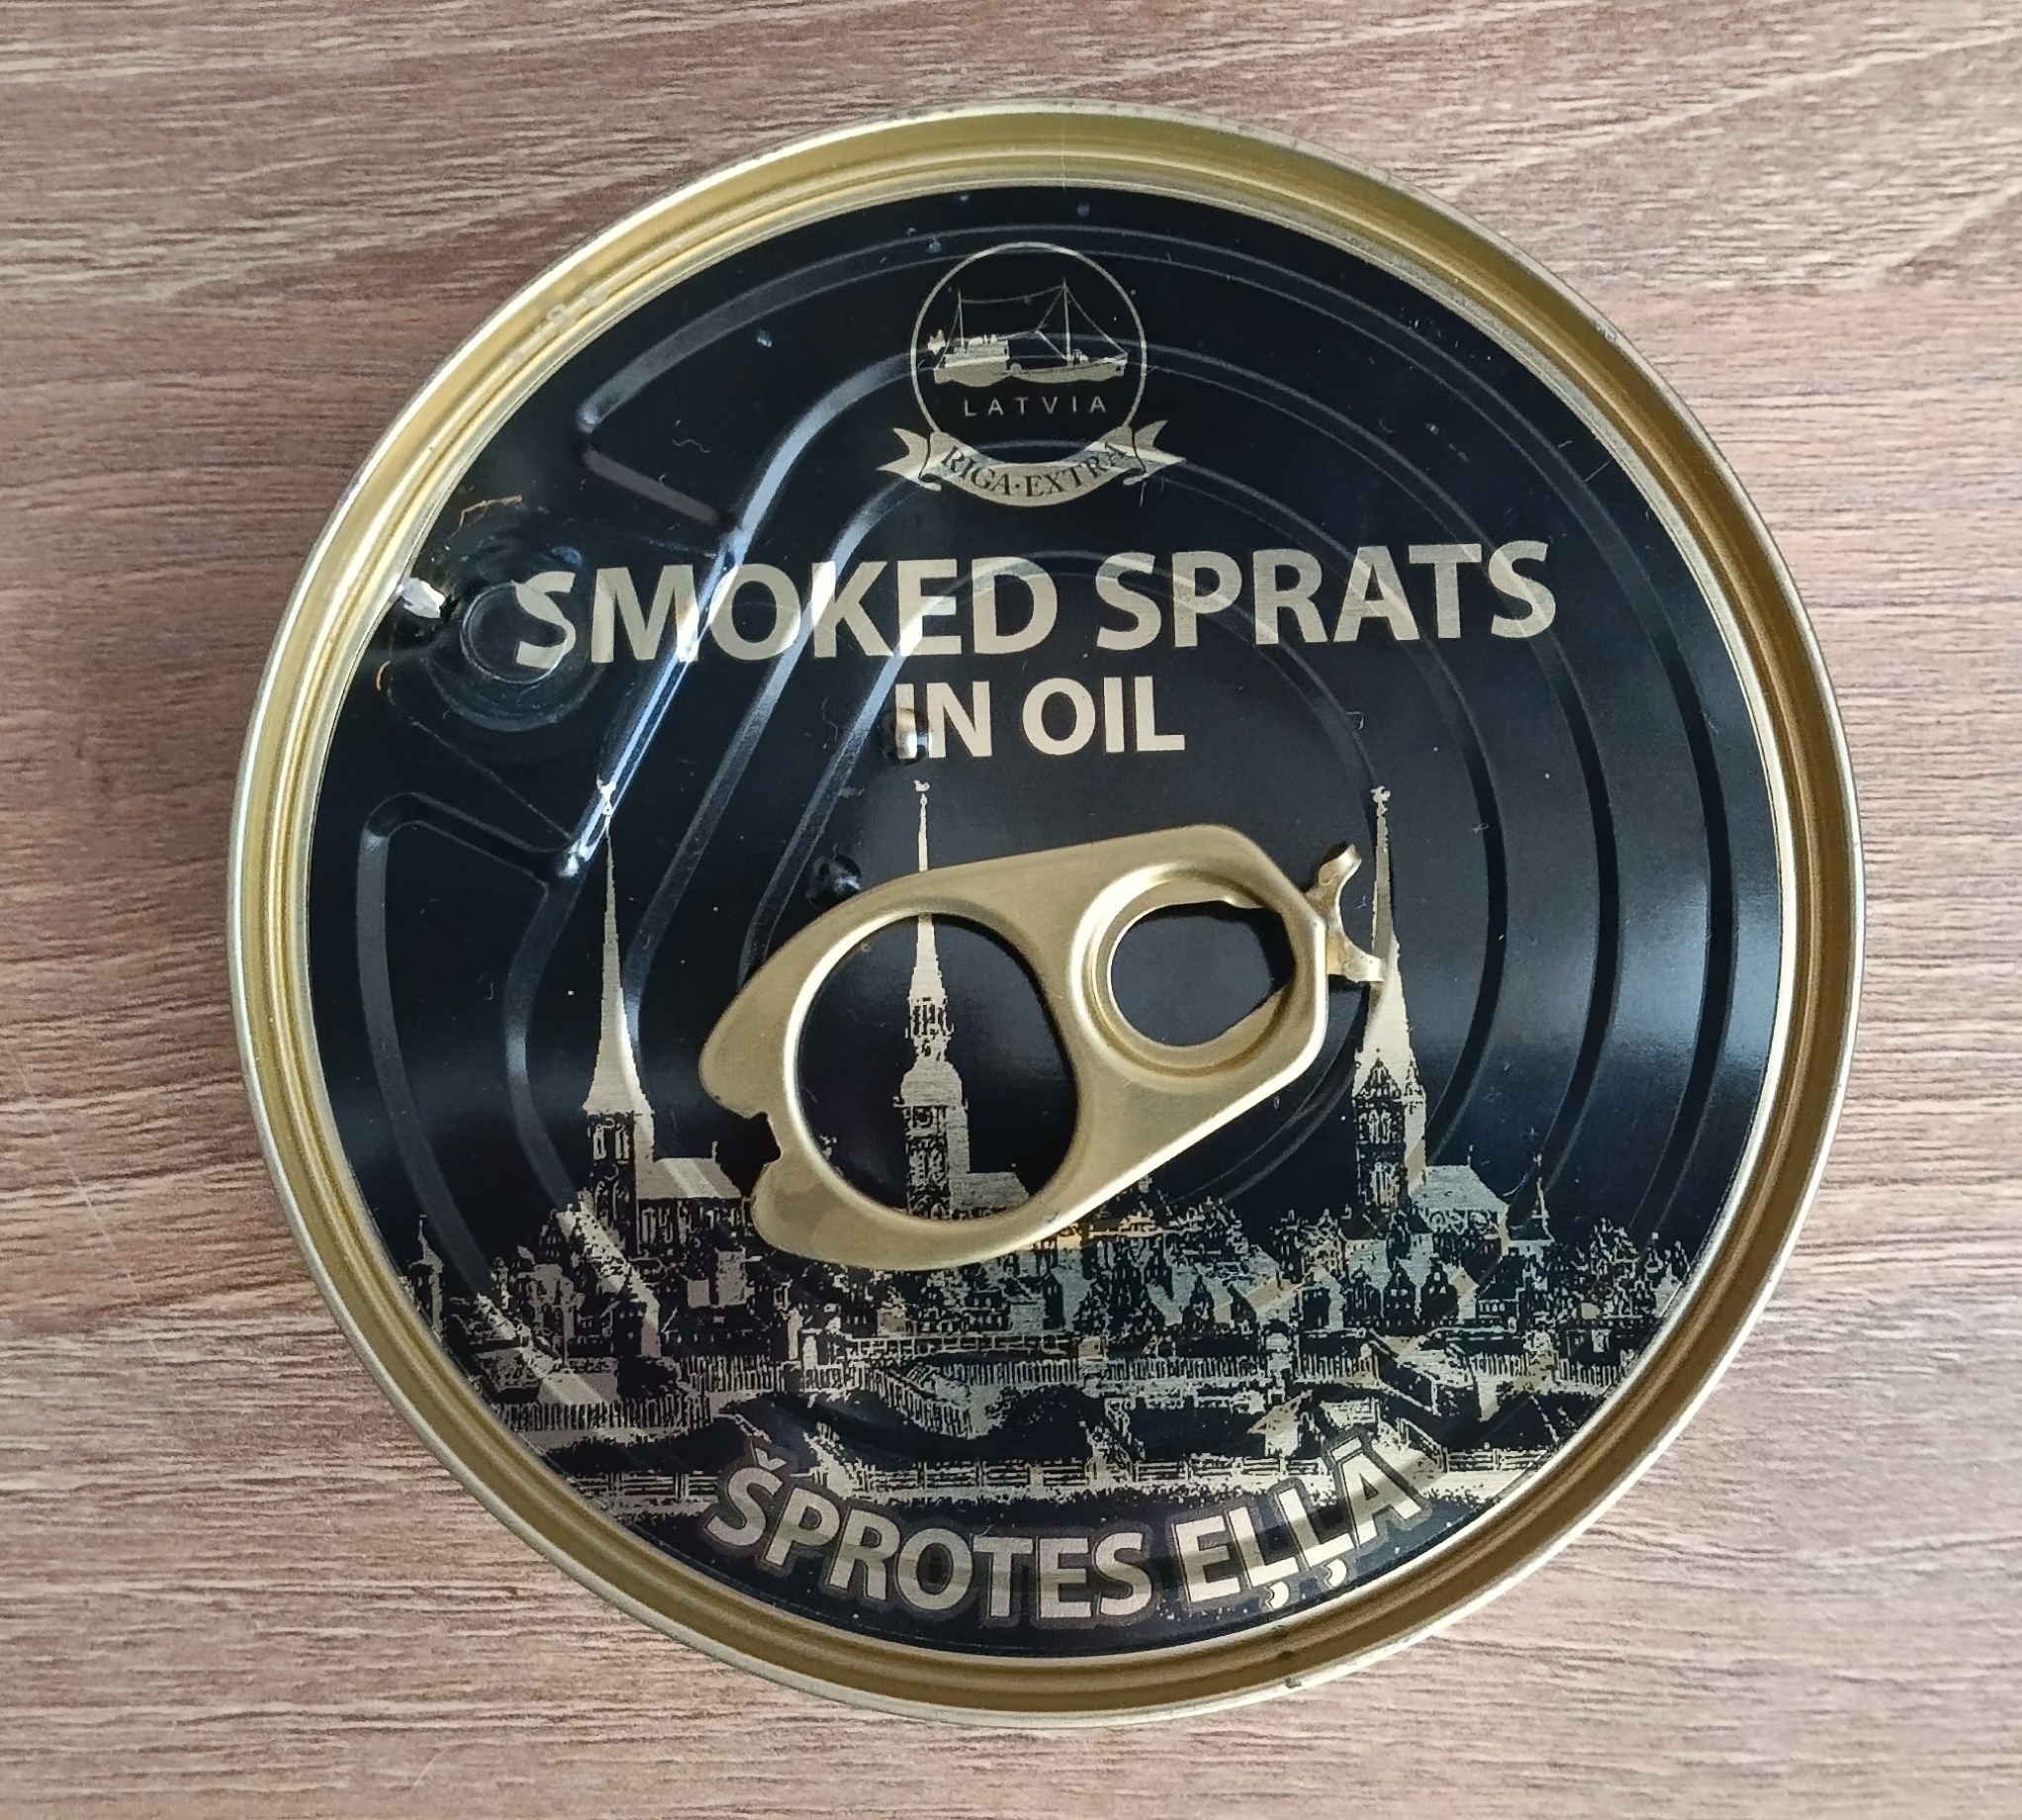 LATVIA
RIGA·EXTRA
SMOKED SPRATS
IN OIL
ŠPROTES EĻĻĀ